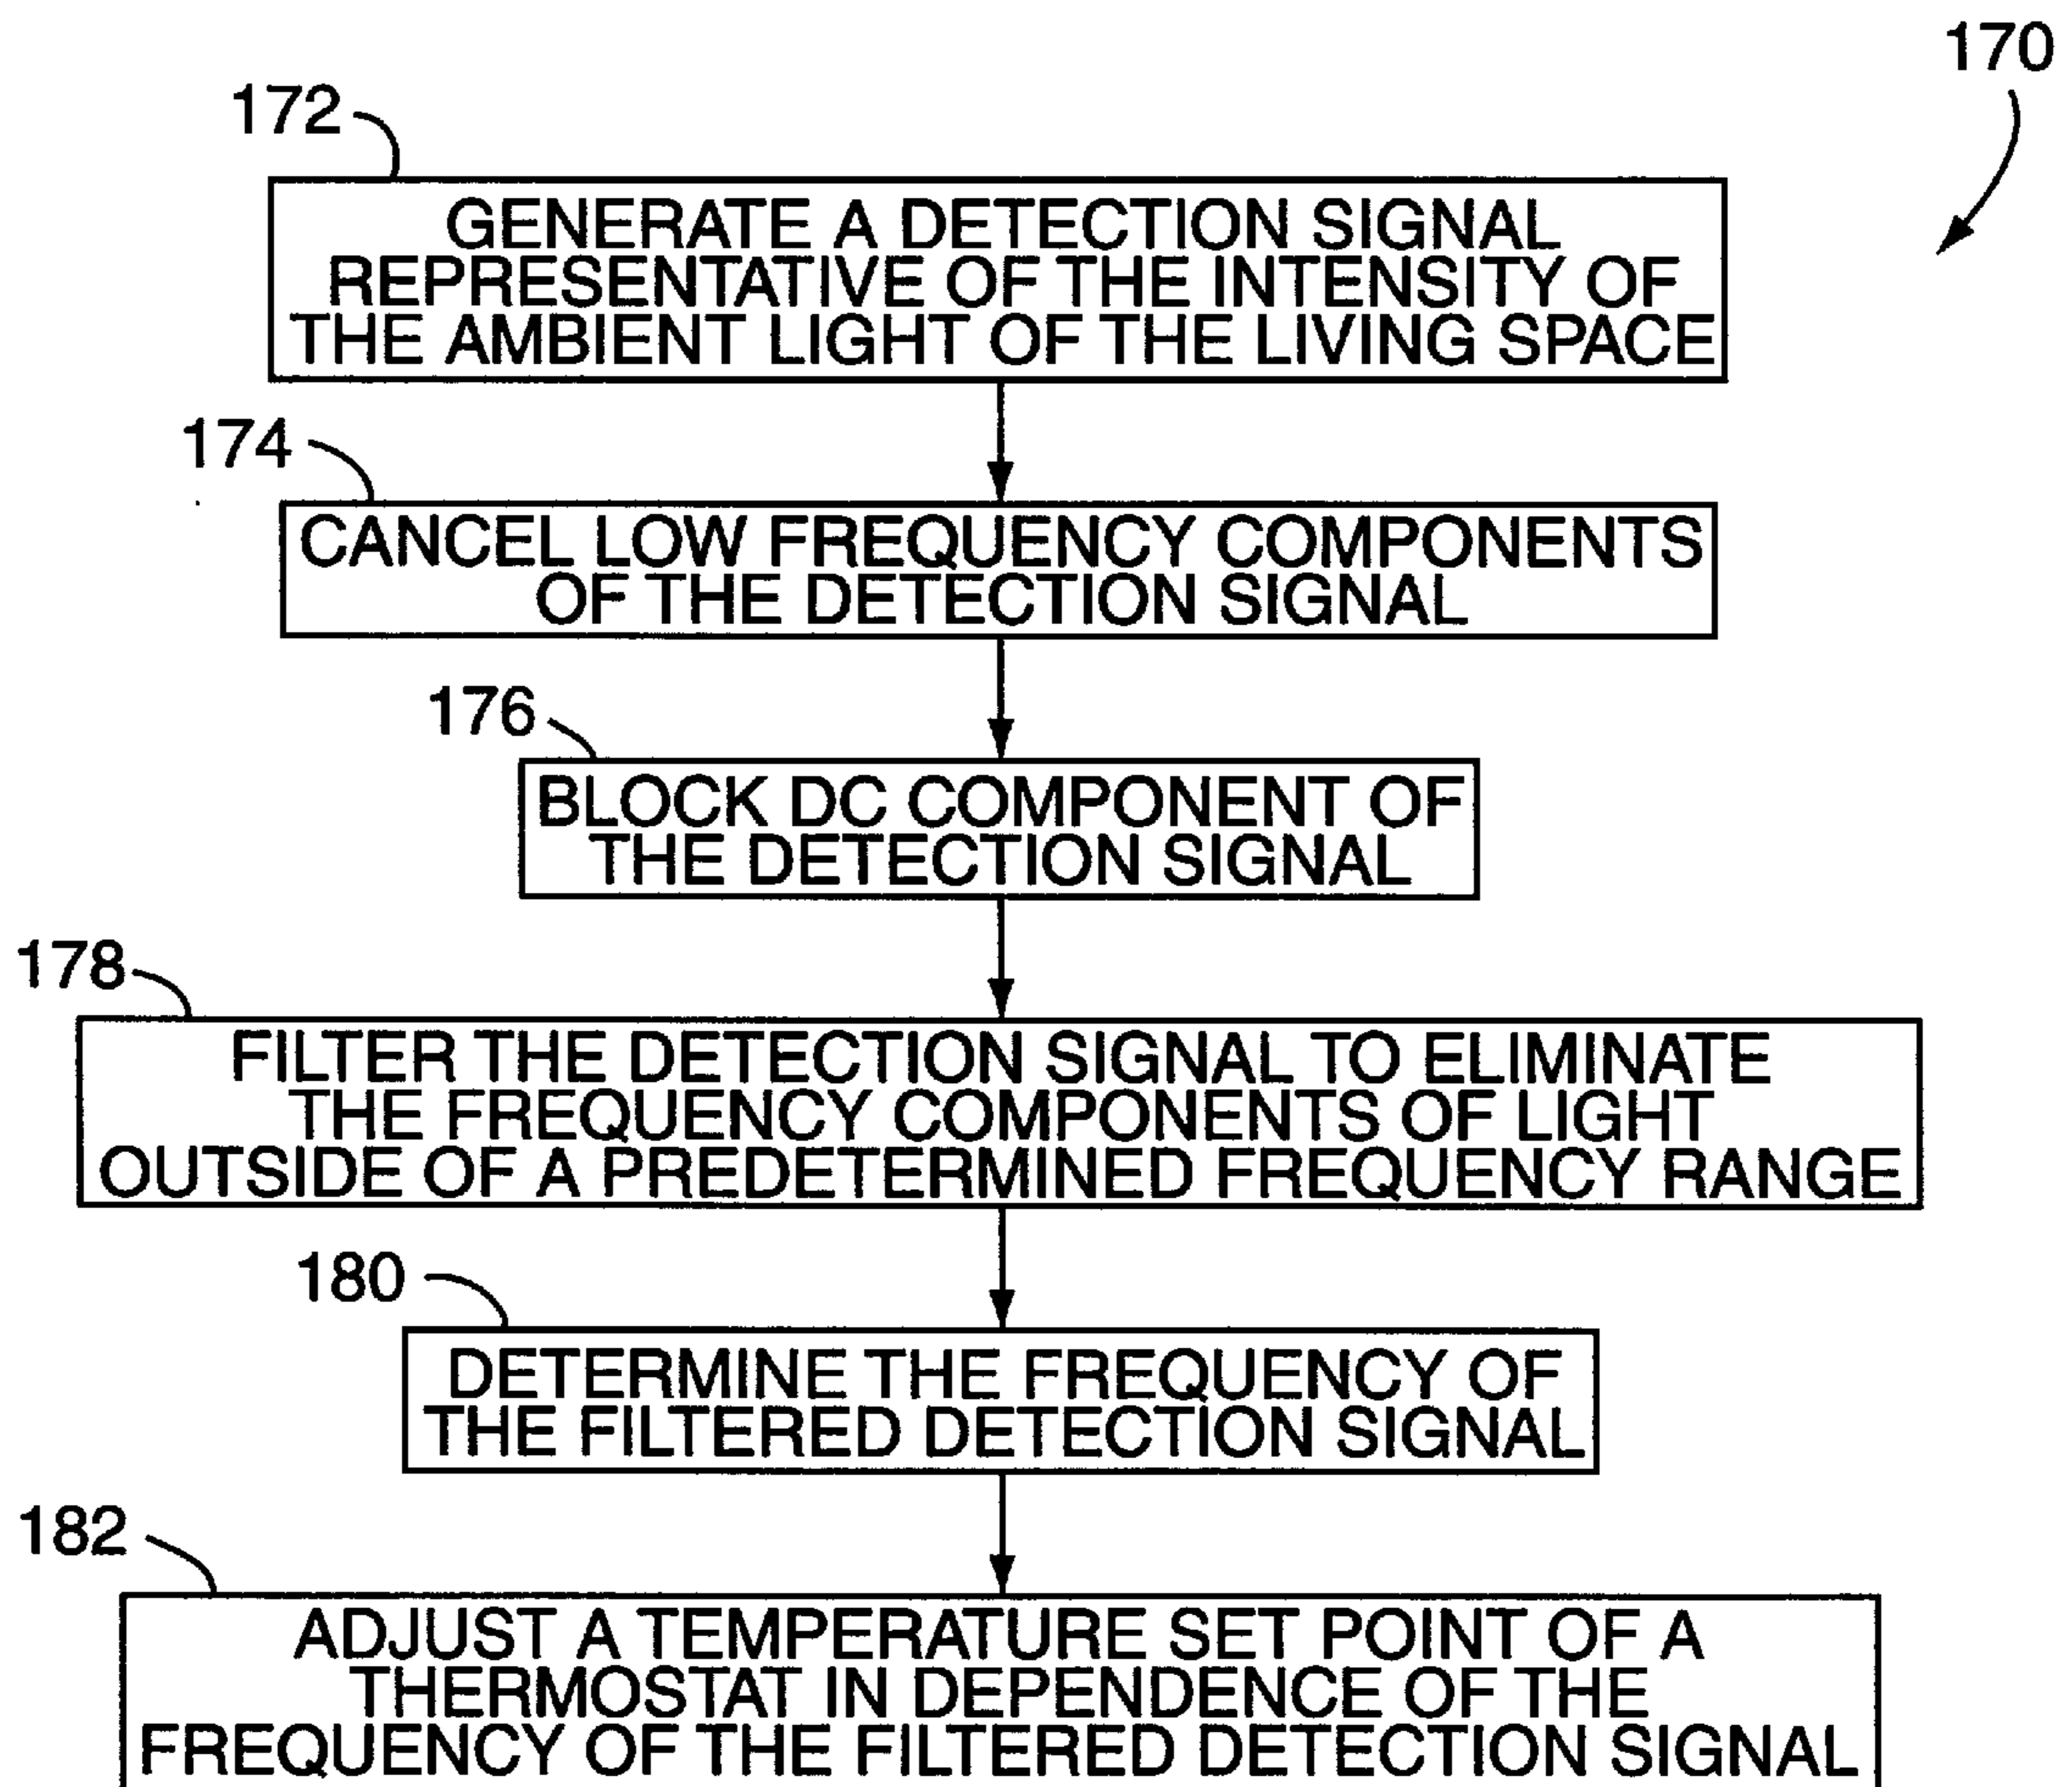 170
172
GENERATE A DETECTION SIGNAL
REPRESENTATIVE OF THE INTENSITY OF
THE AMBIENT LIGHT OF THE LIVING SPACE
174
CANCEL LOW FREQUENCY COMPONENTS
OF THE DETECTION SIGNAL
176
BLOCK DC COMPONENT OF
THE DETECTION SIGNAL
178
FILTER THE DETECTION SIGNAL TO ELIMINATE
THE FREQUENCY COMPONENTS OF LIGHT
OUTSIDE OF A PREDETERMINED FREQUENCY RANGE
180
DETERMINE THE FREQUENCY OF
THE FILTERED DETECTION SIGNAL
182
ADJUST A TEMPERATURE SET POINT OF A
THERMOSTAT IN DEPENDENCE OF THE
FREQUENCY OF THE FILTERED DETECTION SIGNAL